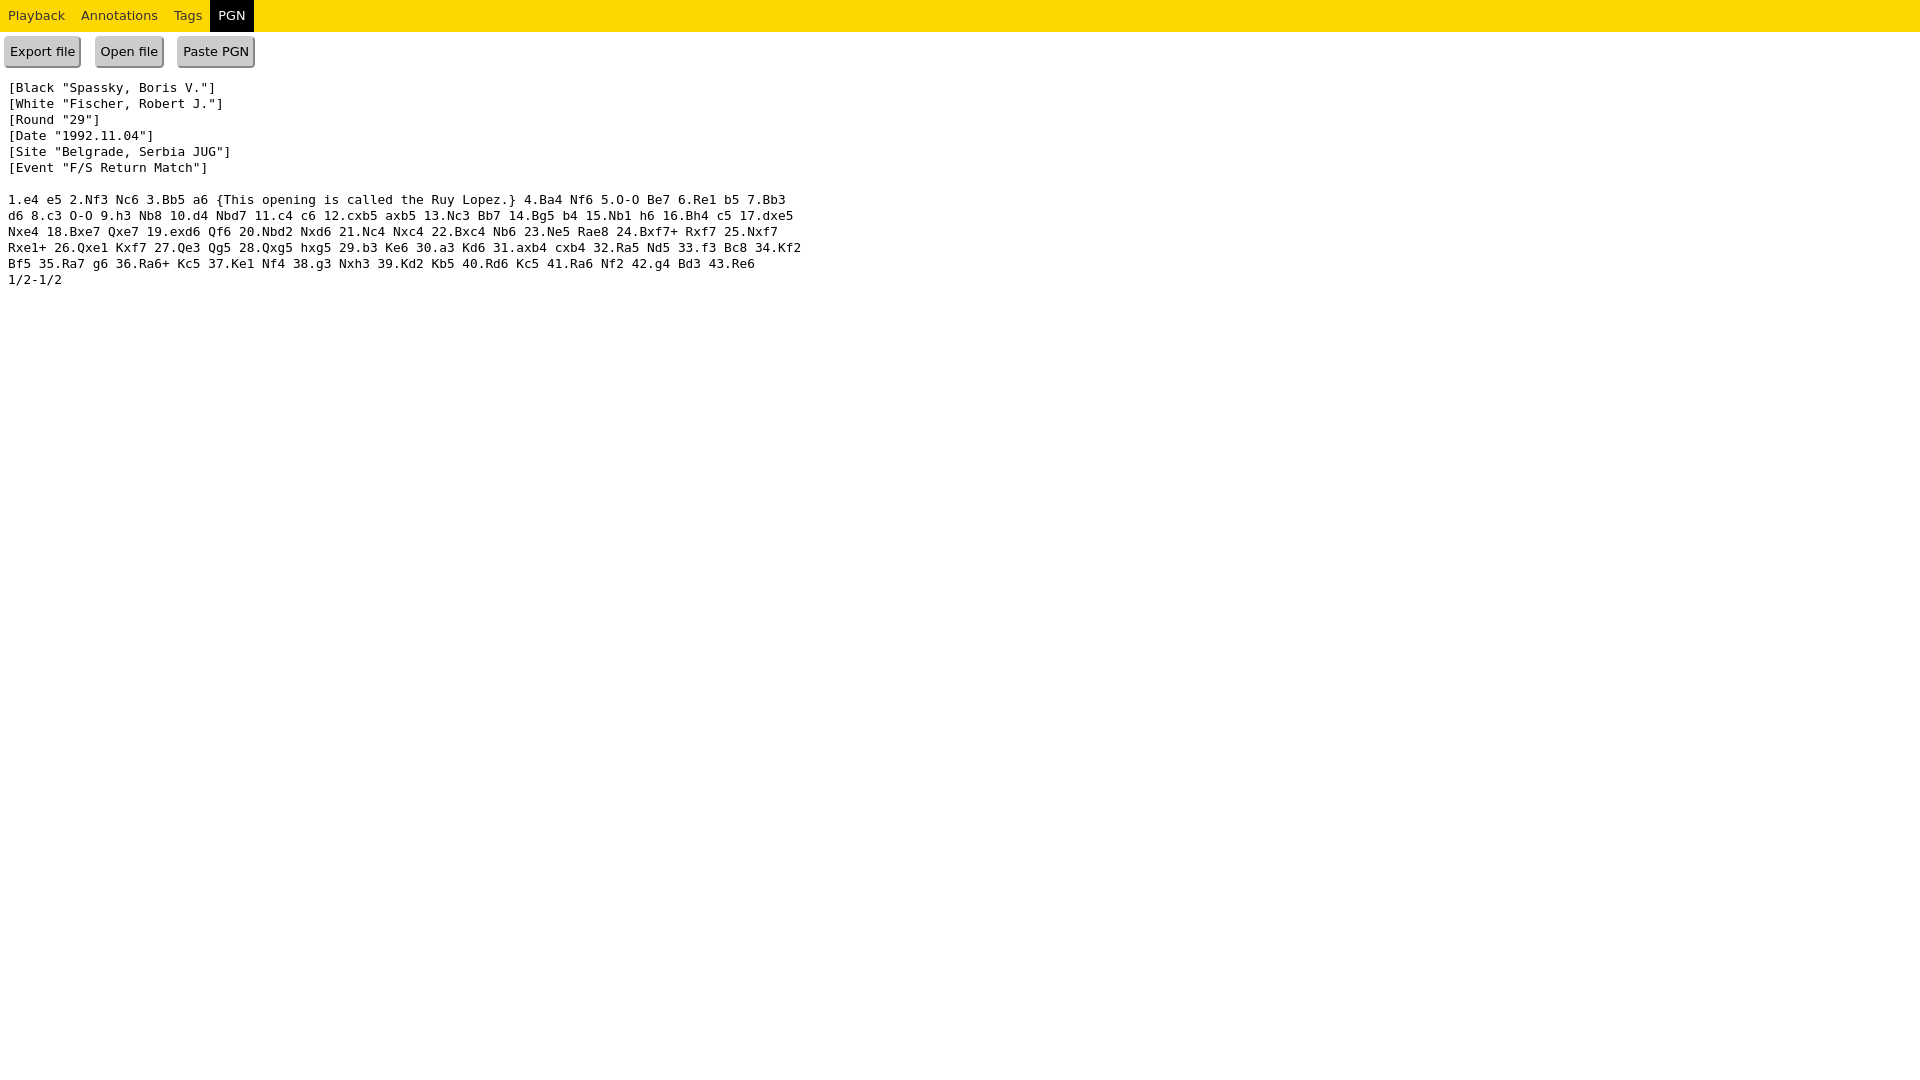 Playback Annotations Tags PGN
Export file Open file Paste PGN
[Black "Spassky, Boris V."]
[White "Fischer, Robert J."]
[Round "29"]
[Date "1992.11.04"]
[Site "Belgrade, Serbia JUG"]
[Event "F/S Return Match"]
1.e4 e5 2.Nf3 Nc6 3.Bb5 a6 {This opening is called the Ruy Lopez.} 4.Ba4 Nf6 5.O-O Be7 6.Re1 b5 7.Bb3
d6 8.c3 O-O 9.h3 Nb8 10.d4 Nbd7 11.c4 c6 12.cxb5 axb5 13.Nc3 Bb7 14.Bg5 b4 15.Nb1 h6 16.Bh4 c5 17.dxe5
Nxe4 18.Bxe7 Qxe7 19.exd6 Qf6 20.Nbd2 Nxd6 21.Nc4 Nxc4 22.Bxc4 Nb6 23.Ne5 Rae8 24.Bxf7+ Rxf7 25.Nxf7
Rxe1+ 26.Qxe1 Kxf7 27.Qe3 Qg5 28.Qxg5 hxg5 29.b3 Ke6 30.a3 Kd6 31.axb4 cxb4 32.Ra5 Nd5 33.f3 Bc8 34.Kf2
Bf5 35.Ra7 g6 36.Ra6+ Kc5 37.Ke1 Nf4 38.g3 Nxh3 39.Kd2 Kb5 40.Rd6 Kc5 41.Ra6 Nf2 42.g4 Bd3 43.Re6
1/2-1/2